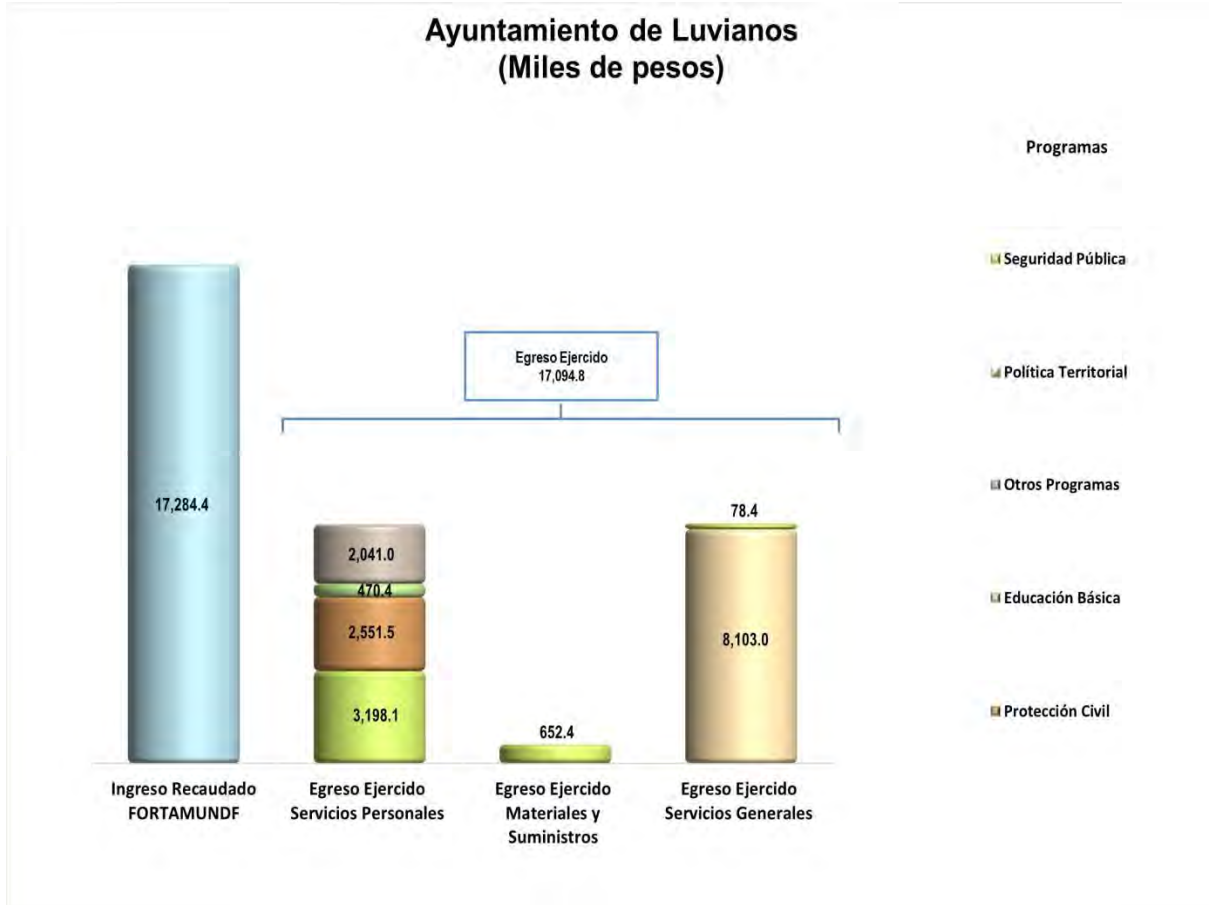 Ayuntamiento de Luvianos
(Miles de pesos)
Programas
Seguridad Pública
Política Territorial
Otros Programas
Educación Básica
Protección Civil
Egreso Ejercido
17,094.8
17,284.4
2,041.0
470.4
2,551.5
3,198.1
652.4
78.4
8,103.0
Ingreso Recaudado
FORTAMUNDF
Egreso Ejercido
Servicios Personales
Egreso Ejercido
Materiales y
Suministros
Egreso Ejercido
Servicios Generales